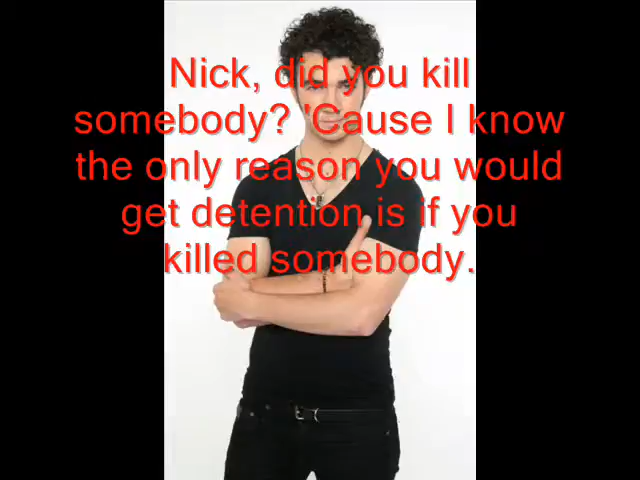 Nick, did you kill
somebody? 'Cause I know
the only reason you would
get detention is if you
killed somebody.